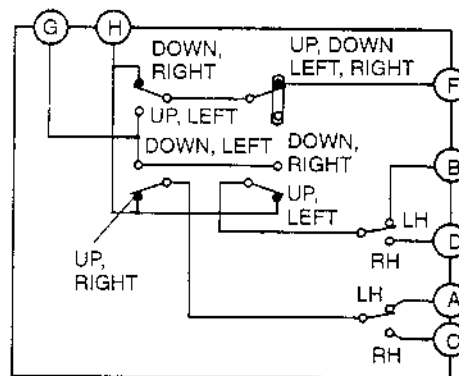 G H
DOWN,
RIGHT
UP, DOWN
LEFT, RIGHT
F
UP, LEFT
DOWN, LEFT
DOWN,
RIGHT
B
UP,
LEFT
LH
D
RH
UP,
RIGHT
LH
A
C
RH